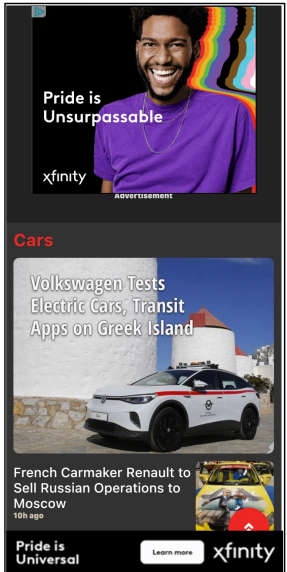 Pride is
Unsurpassable
xfinity
Advertisement
Cars
Volkswagen Tests
Electric Cars, Transit
Apps on Greek Island
French Carmaker Renault to
Sell Russian Operations to
Moscow
10h ago
Pride is
Universal
Learn more
xfinity